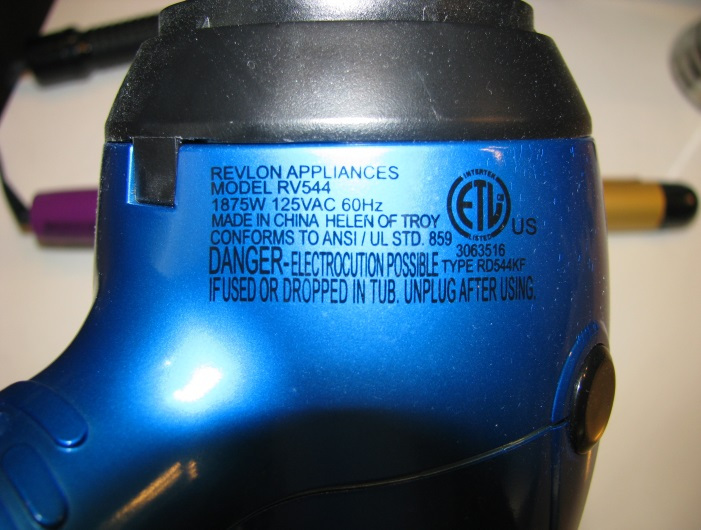 REVLON APPLIANCES
MODEL RV544
1875W 125VAC 60Hz
MADE IN CHINA HELEN OF TROY
CONFORMS TO ANSI / UL STD. 859
DANGER-ELECTROCUTION POSSIBLE
IF USED OR DROPPED IN TUB. UNPLUG AFTER USING.
INTERTEK
ETL
LISTED
C
US
3063516
TYPE RD544KF